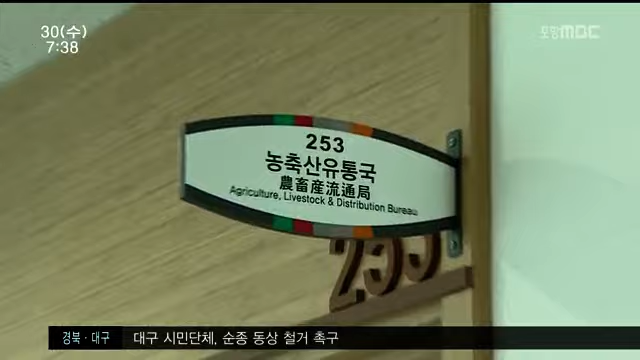 30(수)
7:38
포항MBC
253
농축산유통국
農畜産流通局
Agriculture, Livestock & Distribution Bureau
253
경북·대구 대구 시민단체, 순종 동상 철거 촉구